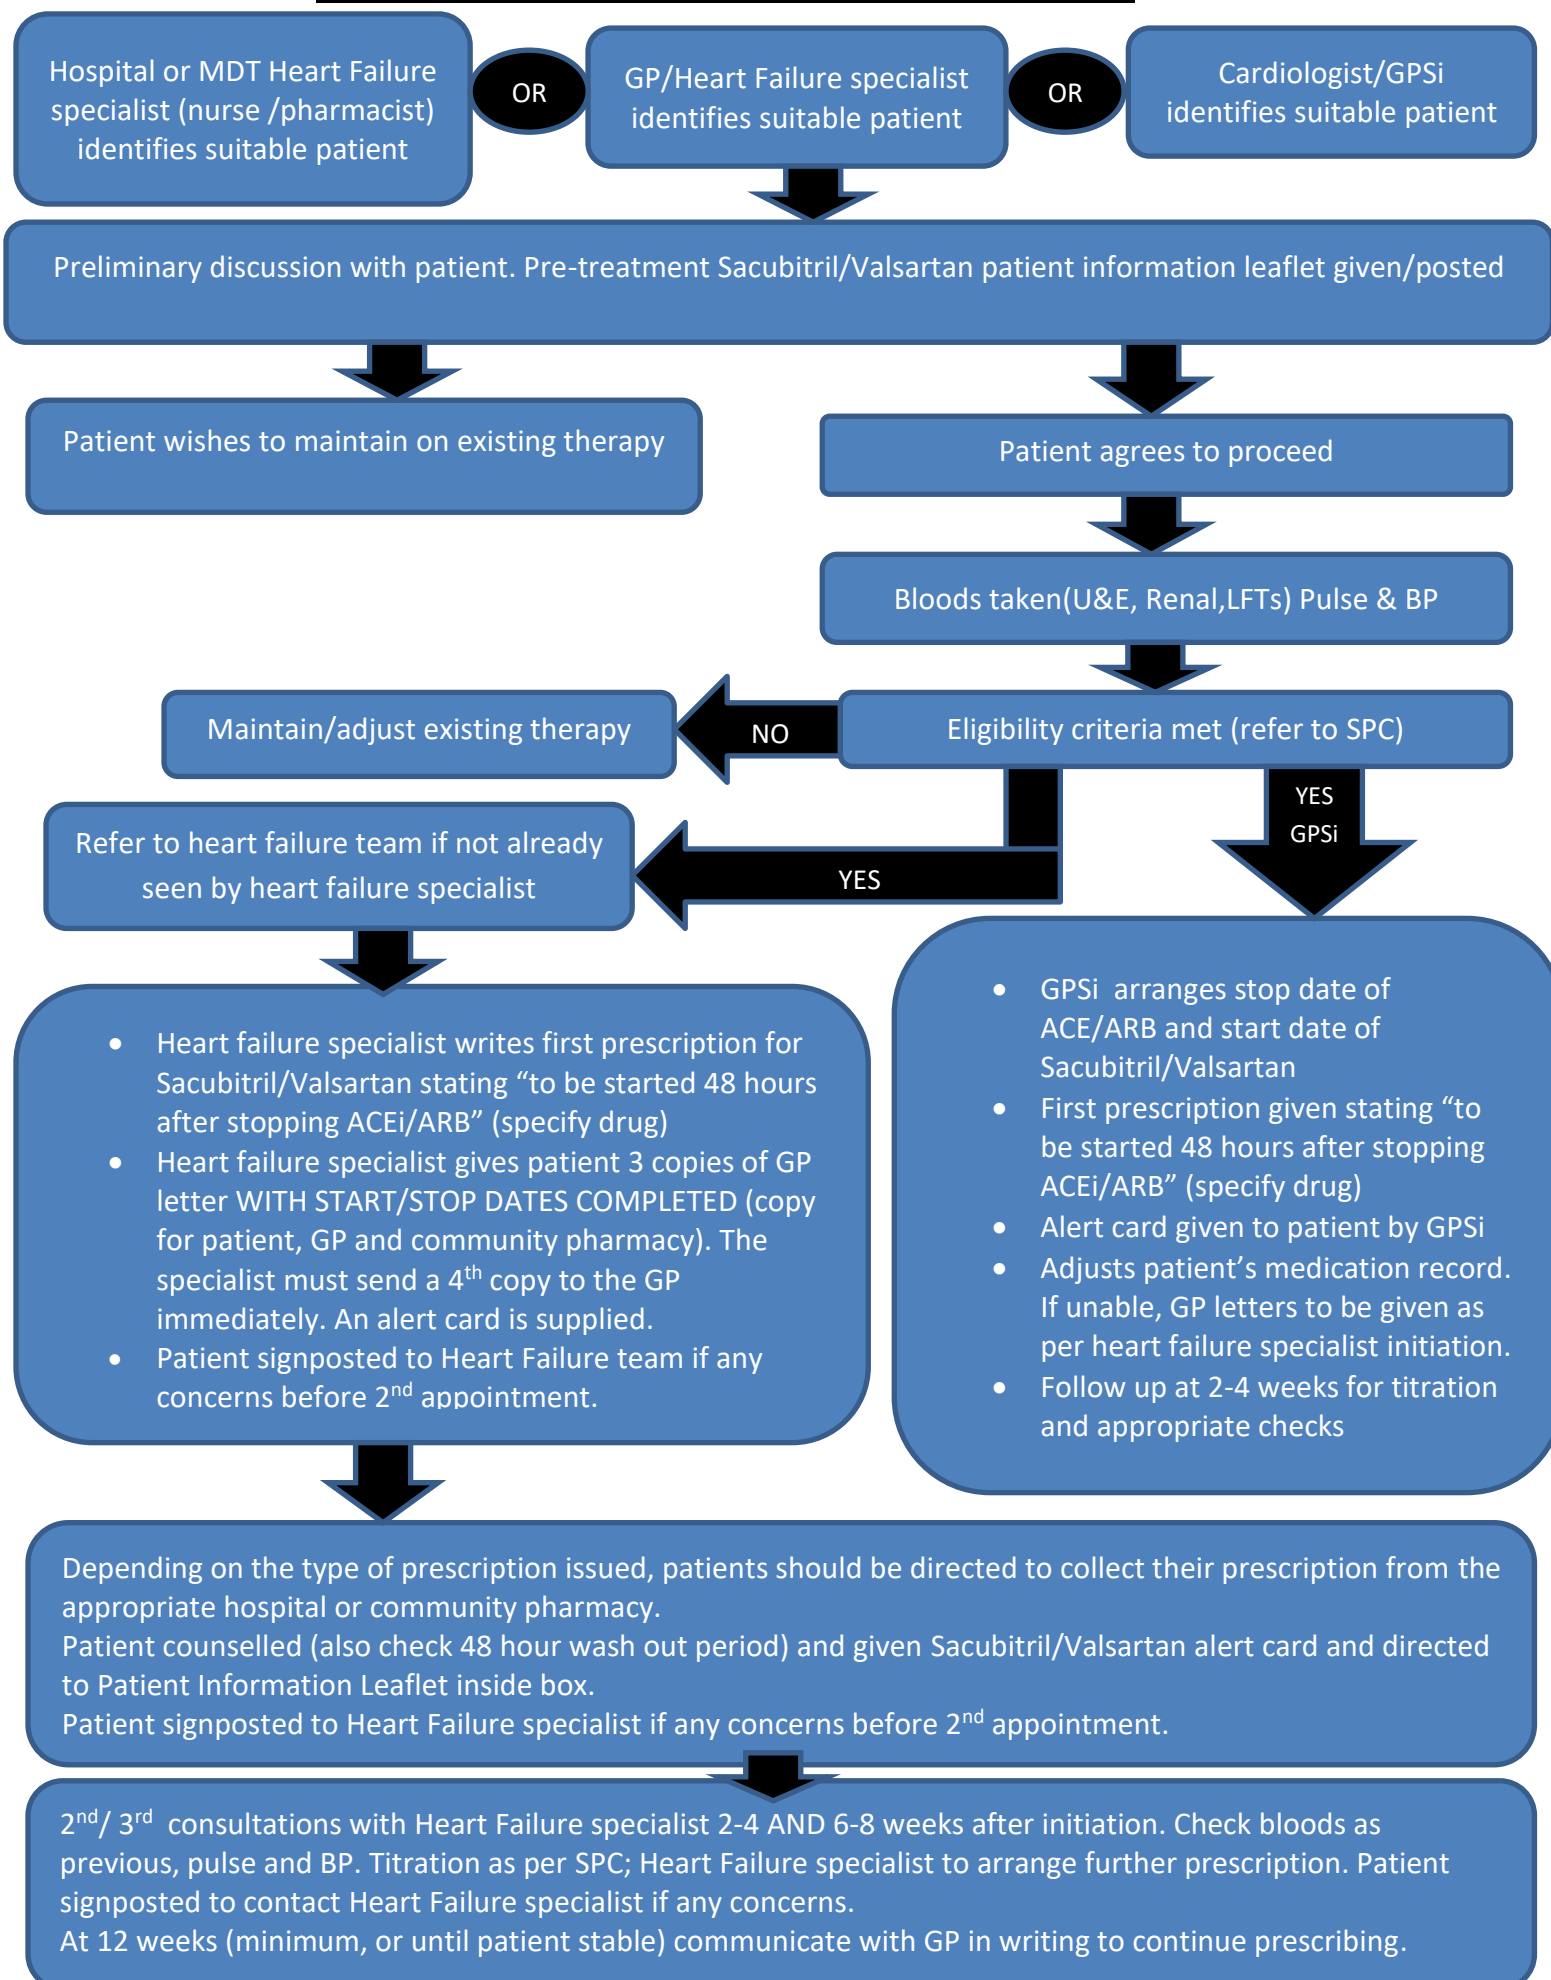 Hospital or MDT Heart Failure
specialist (nurse /pharmacist)
identifies suitable patient
OR
GP/Heart Failure specialist
identifies suitable patient
OR
Cardiologist/GPSi
identifies suitable patient
Preliminary discussion with patient. Pre-treatment Sacubitril/Valsartan patient information leaflet given/posted
Patient wishes to maintain on existing therapy
Patient agrees to proceed
Bloods taken(U&E, Renal,LFTs) Pulse & BP
Eligibility criteria met (refer to SPC)
NO
Maintain/adjust existing therapy
YES
GPSi
YES
Refer to heart failure team if not already
seen by heart failure specialist
• Heart failure specialist writes first prescription for
Sacubitril/Valsartan stating “to be started 48 hours
after stopping ACEi/ARB” (specify drug)
• Heart failure specialist gives patient 3 copies of GP
letter WITH START/STOP DATES COMPLETED (copy
for patient, GP and community pharmacy). The
specialist must send a 4th copy to the GP
immediately. An alert card is supplied.
• Patient signposted to Heart Failure team if any
concerns before 2nd appointment.
• GPSi  arranges stop date of
ACE/ARB and start date of
Sacubitril/Valsartan
• First prescription given stating “to
be started 48 hours after stopping
ACEi/ARB” (specify drug)
• Alert card given to patient by GPSi
• Adjusts patient’s medication record.
If unable, GP letters to be given as
per heart failure specialist initiation.
• Follow up at 2-4 weeks for titration
and appropriate checks
Depending on the type of prescription issued, patients should be directed to collect their prescription from the
appropriate hospital or community pharmacy.
Patient counselled (also check 48 hour wash out period) and given Sacubitril/Valsartan alert card and directed
to Patient Information Leaflet inside box.
Patient signposted to Heart Failure specialist if any concerns before 2nd appointment.
2nd/ 3rd  consultations with Heart Failure specialist 2-4 AND 6-8 weeks after initiation. Check bloods as
previous, pulse and BP. Titration as per SPC; Heart Failure specialist to arrange further prescription. Patient
signposted to contact Heart Failure specialist if any concerns.
At 12 weeks (minimum, or until patient stable) communicate with GP in writing to continue prescribing.